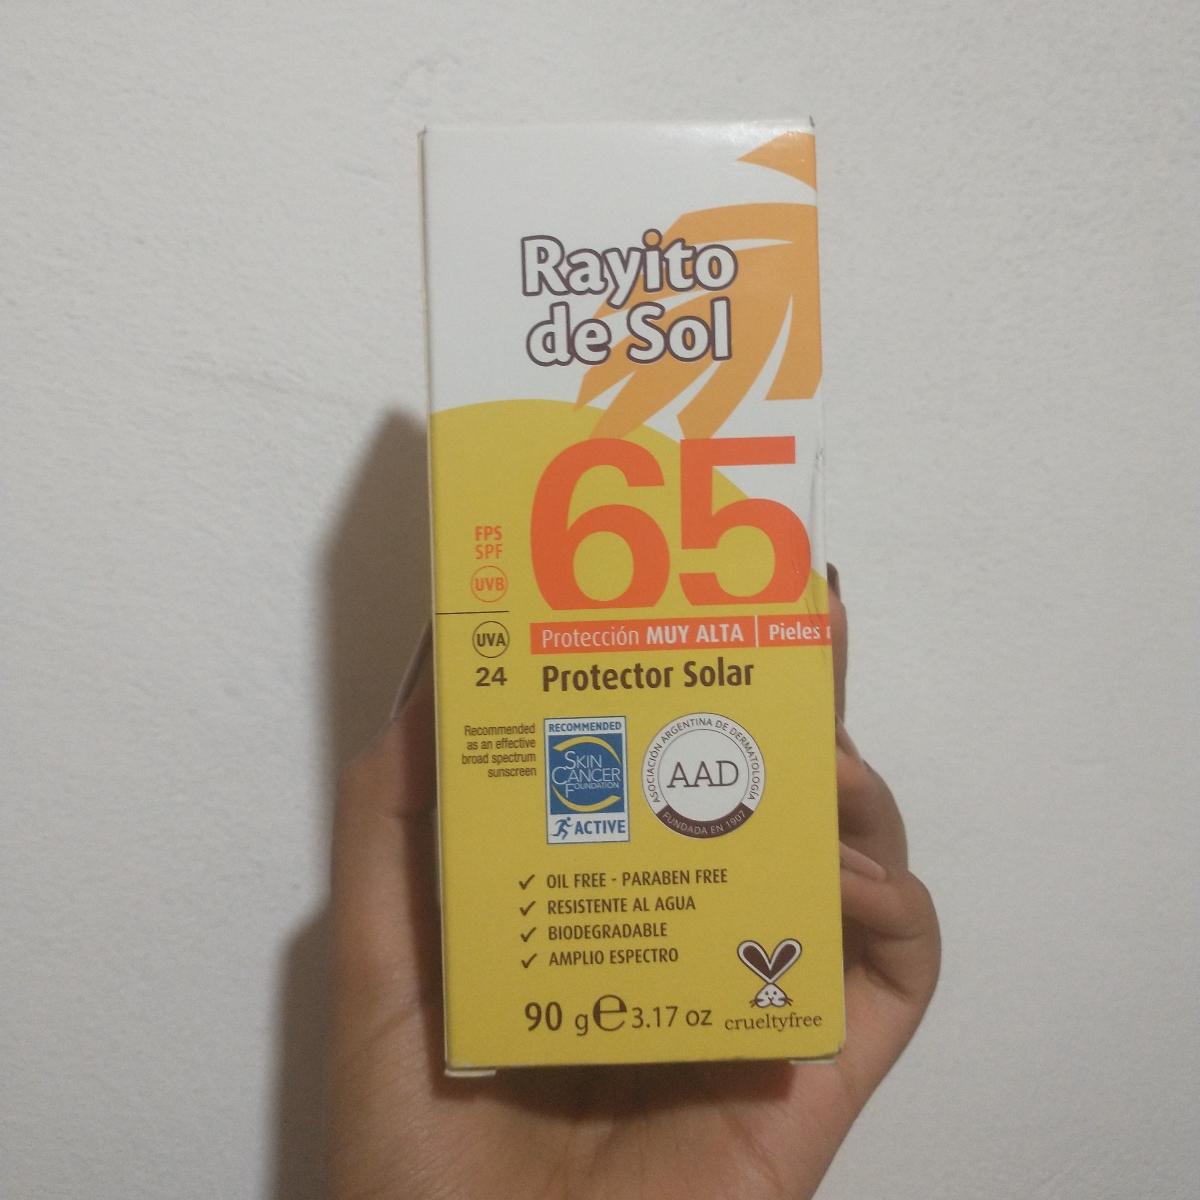 Rayito
de Sol
65
FPS
SPF
UVB
UVA
24
Protección MUY ALTA | Pieles
Protector Solar
Recommended
as an effective
broad spectrum
sunscreen
RECOMMENDED
SKIN
CANCER
FOUNDATION
ACTIVE
ASOCIACIÓN ARGENTINA DE DERMATOLOGÍA
AAD
FUNDADA EN 1907
✓ OIL FREE - PARABEN FREE
✓ RESISTENTE AL AGUA
✓ BIODEGRADABLE
✓ AMPLIO ESPECTRO
90 g e 3.17 oz
crueltyfree